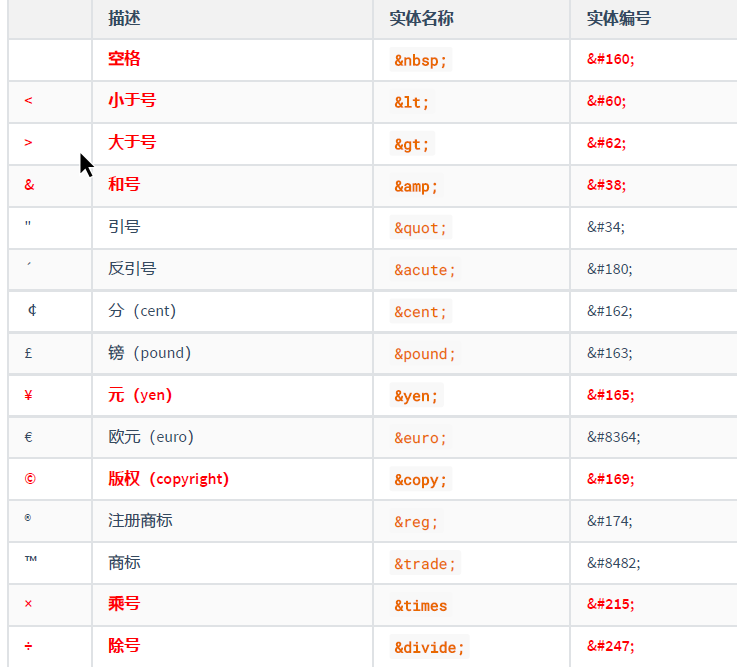 描述 实体名称 实体编号
空格 &nbsp; &#160;
< 小于号 &lt; &#60;
> 大于号 &gt; &#62;
& 和号 &amp; &#38;
" 引号 &quot; &#34;
´ 反引号 &acute; &#180;
¢ 分（cent） &cent; &#162;
£ 镑（pound） &pound; &#163;
¥ 元（yen） &yen; &#165;
€ 欧元（euro） &euro; &#8364;
© 版权（copyright） &copy; &#169;
® 注册商标 &reg; &#174;
™ 商标 &trade; &#8482;
× 乘号 &times &#215;
÷ 除号 &divide; &#247;